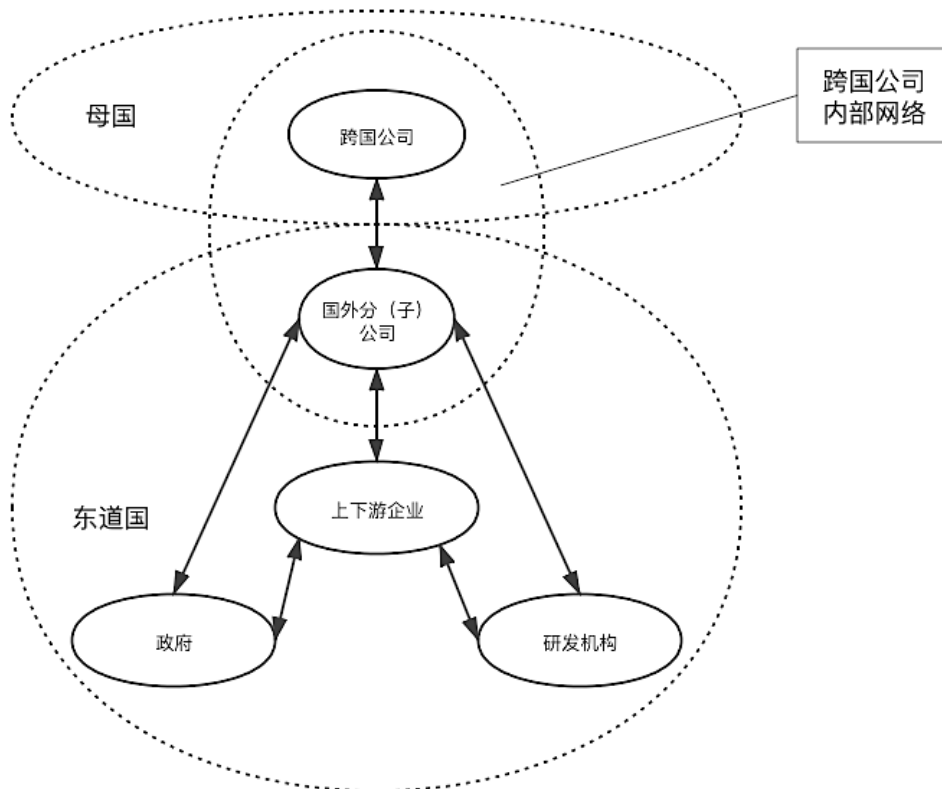 跨国公司
内部网络
母国
跨国公司
国外分（子）
公司
上下游企业
东道国
政府
研发机构